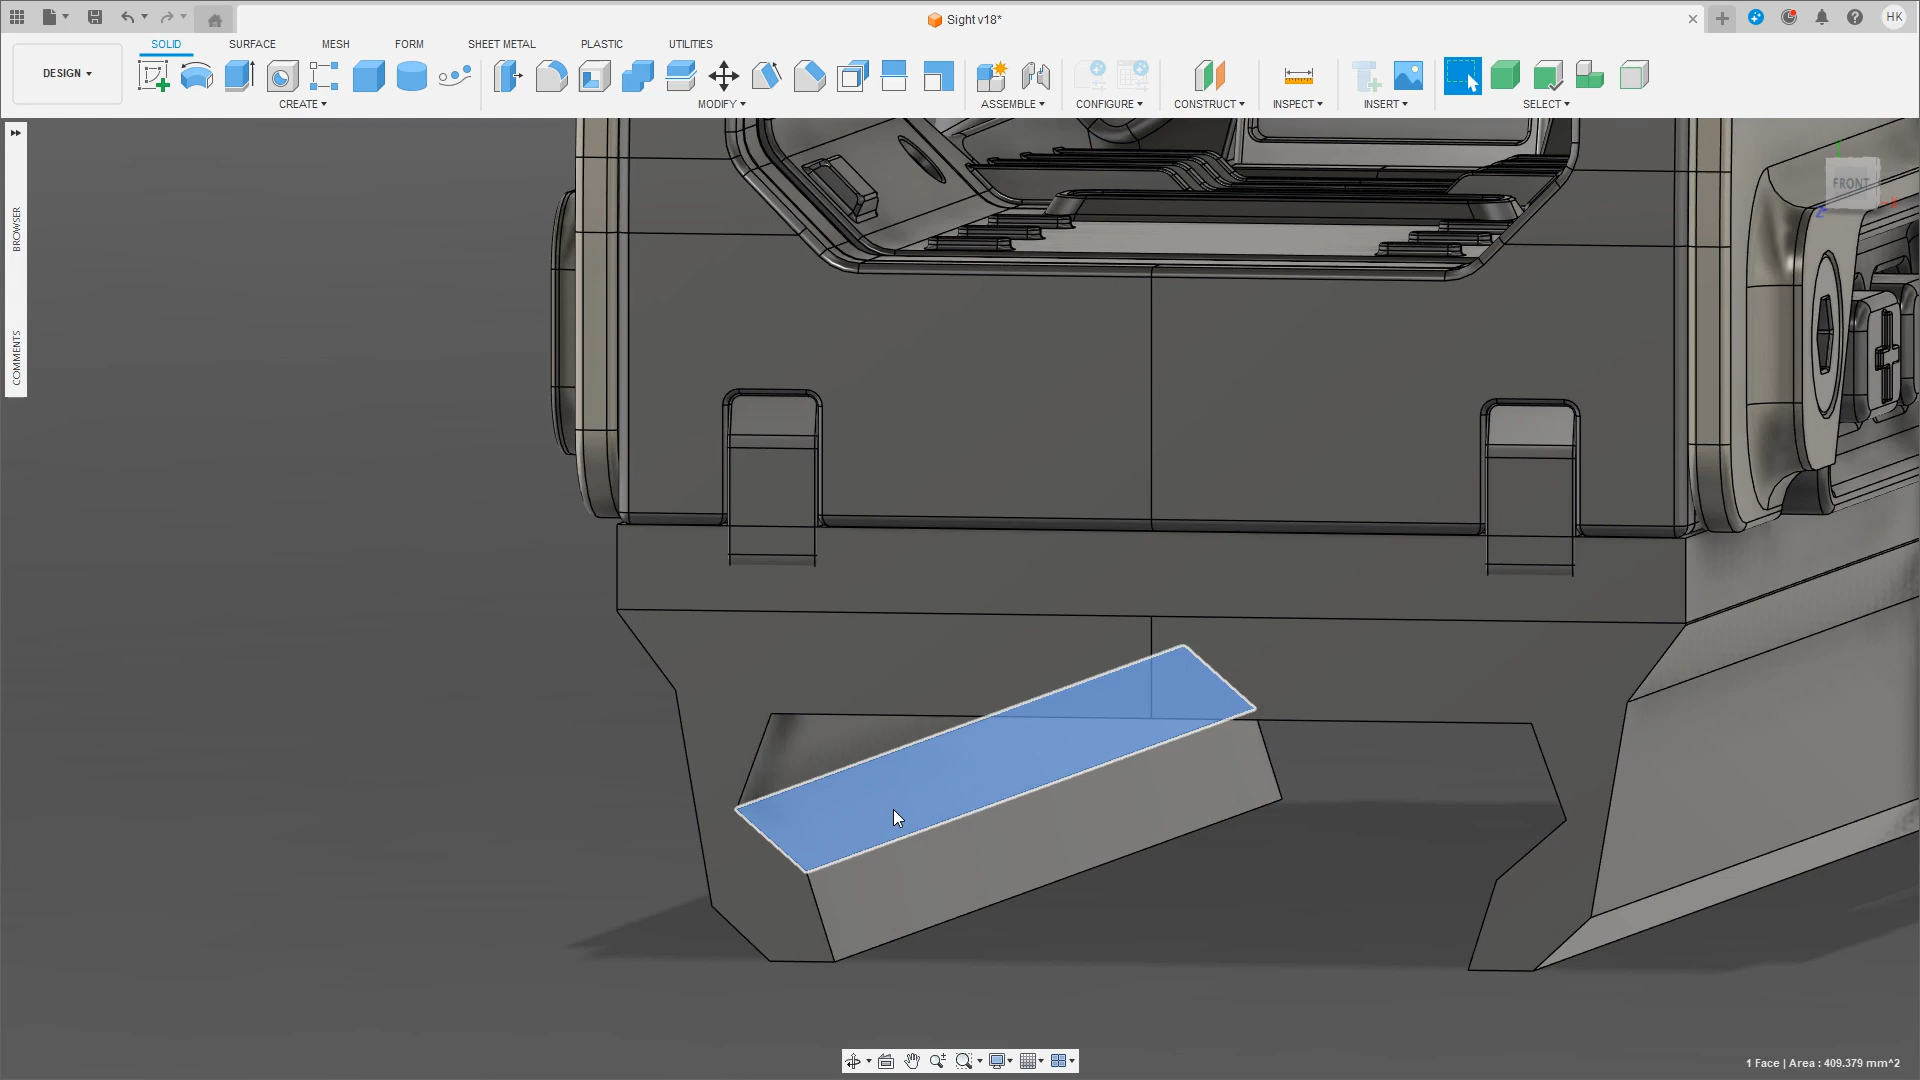 Sight v18*
HK
SOLID
SURFACE
MESH
FORM
SHEET METAL
PLASTIC
UTILITIES
DESIGN
CREATE
MODIFY
ASSEMBLE
CONFIGURE
CONSTRUCT
INSPECT
INSERT
SELECT
BROWSER
COMMENTS
FRONT
Z
X
1 Face | Area : 409.379 mm^2